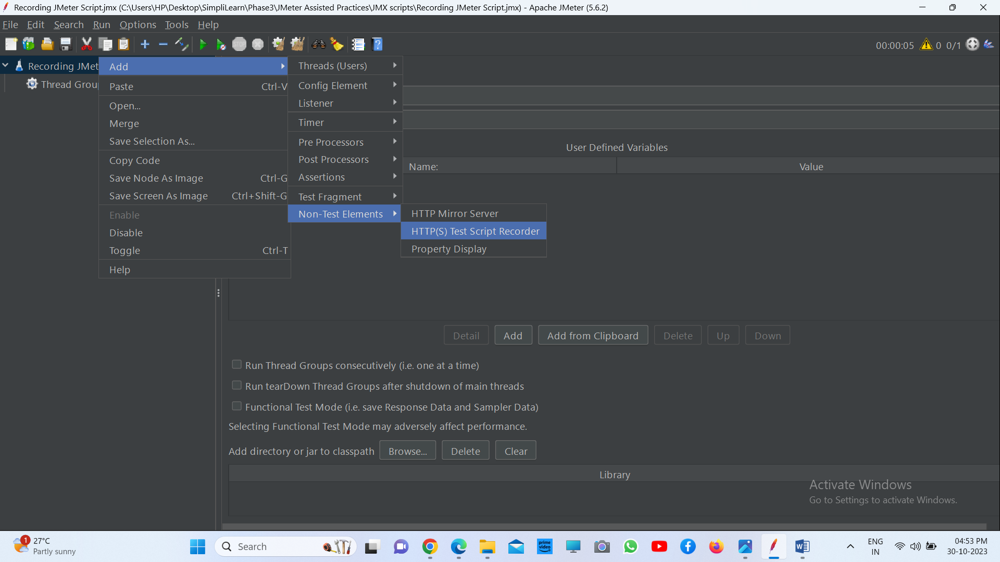 Recording JMeter Script.jmx (C:\Users\HP\Desktop\SimpliLearn\Phase3\JMeter Assisted Practices\JMX scripts\Recording JMeter Script.jmx) - Apache JMeter (5.6.2)
File Edit Search Run Options Tools Help
STOP
00:00:05 0 0/1
Recording JMet
Thread Grou
Add
Paste Ctrl-V
Open...
Merge
Save Selection As...
Copy Code
Save Node As Image Ctrl-G
Save Screen As Image Ctrl+Shift-G
Enable
Disable
Toggle Ctrl-T
Help
Threads (Users)
Config Element
Listener
Timer
Pre Processors
Post Processors
Assertions
Test Fragment
Non-Test Elements
HTTP Mirror Server
HTTP(S) Test Script Recorder
Property Display
User Defined Variables
Name: Value
Detail Add Add from Clipboard Delete Up Down
Run Thread Groups consecutively (i.e. one at a time)
Run tearDown Thread Groups after shutdown of main threads
Functional Test Mode (i.e. save Response Data and Sampler Data)
Selecting Functional Test Mode may adversely affect performance.
Add directory or jar to classpath Browse... Delete Clear
Library
Activate Windows
Go to Settings to activate Windows.
1
27°C
Partly sunny
Search
prime video
ENG
IN
04:53 PM
30-10-2023